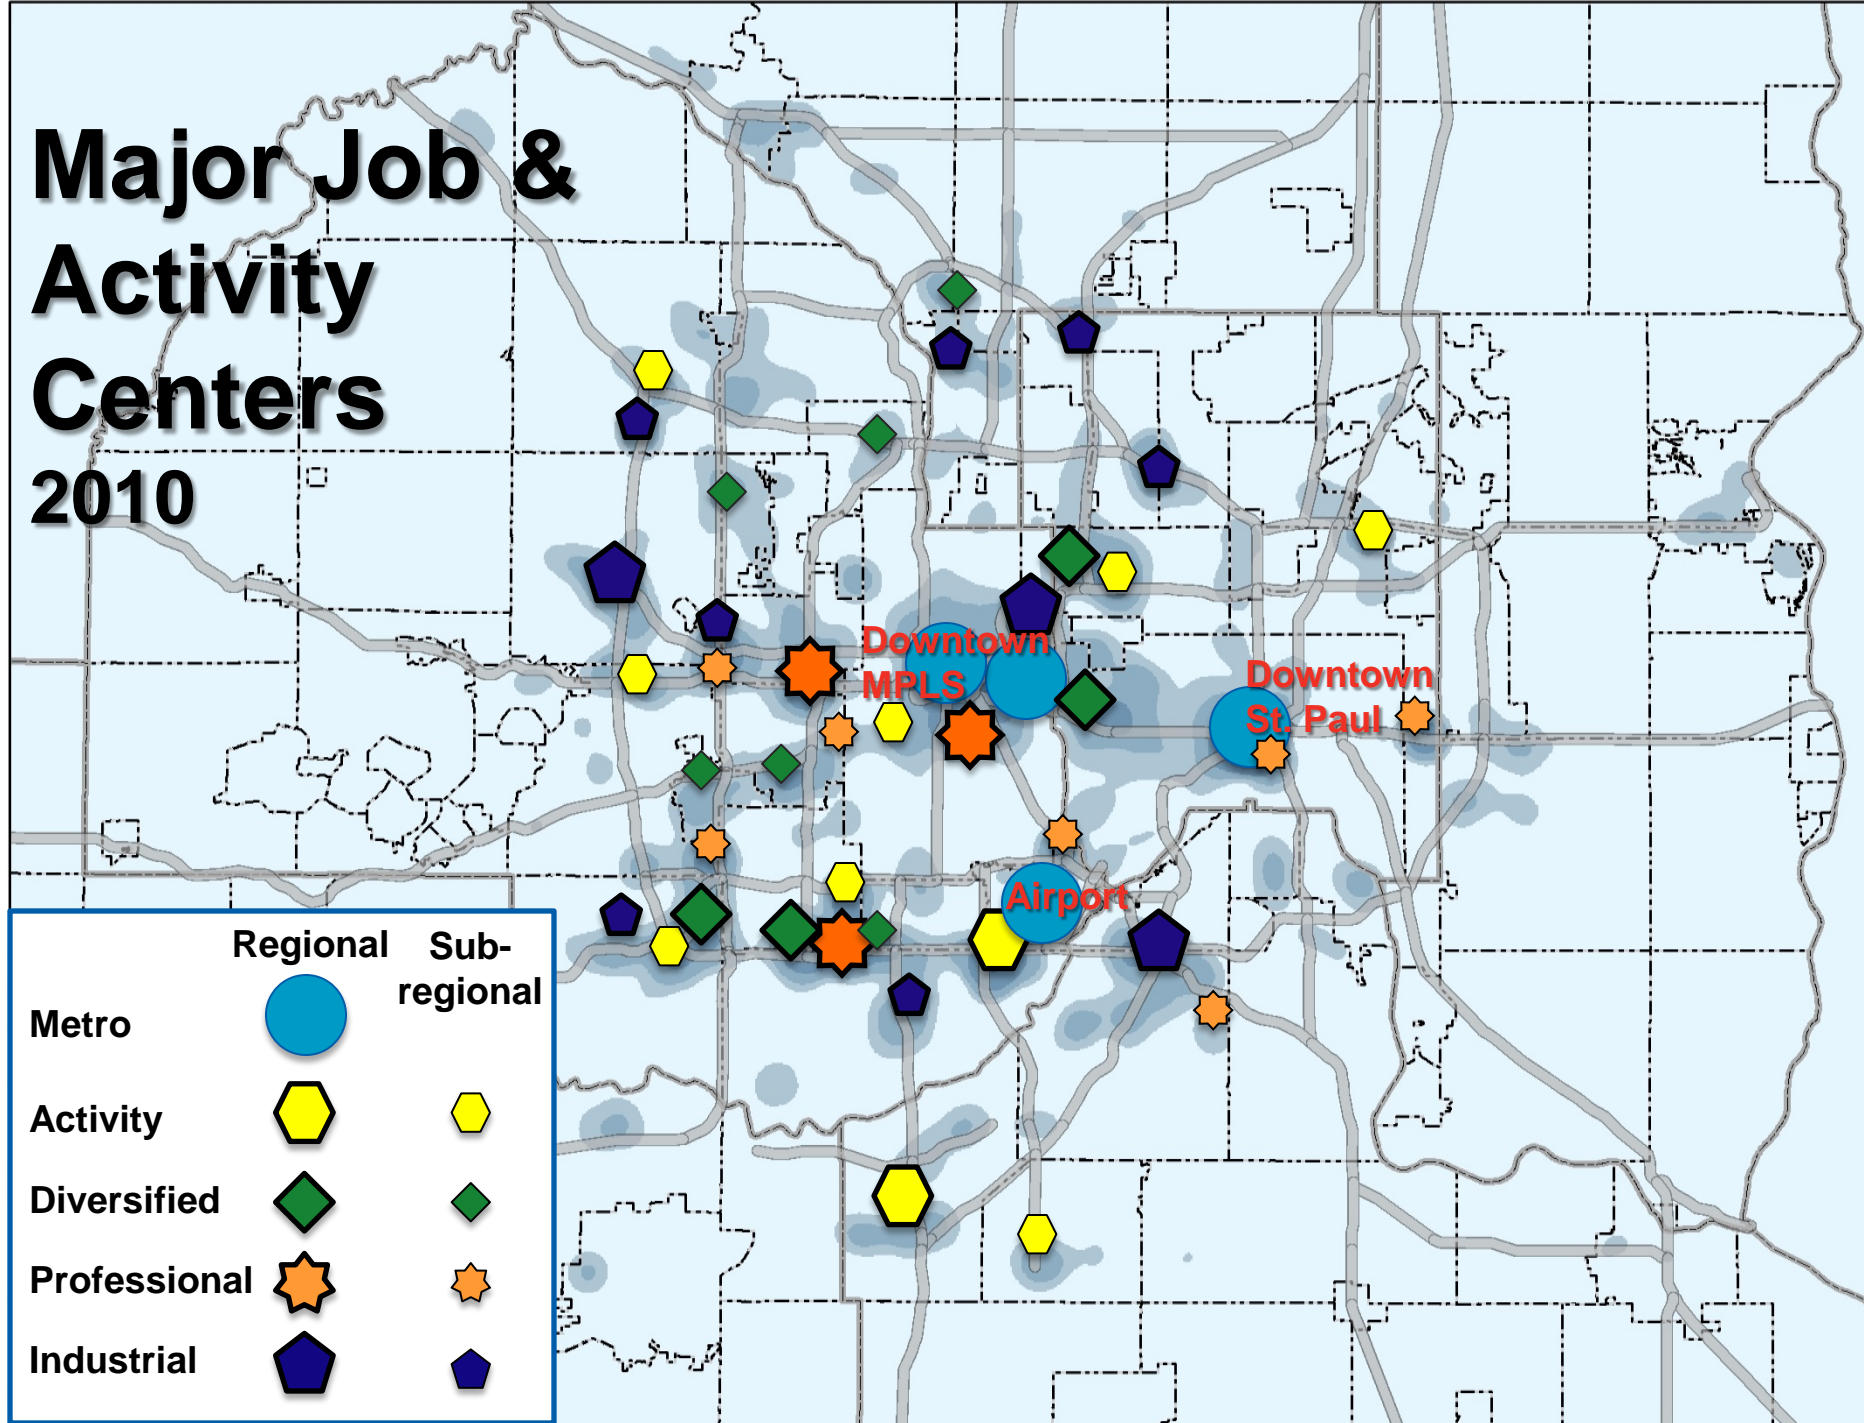 Major Job &
Activity
Centers
2010
Downtown
MPLS
Downtown
St. Paul
Airport
Regional
Sub-
regional
Metro
Activity
Diversified
Professional
Industrial